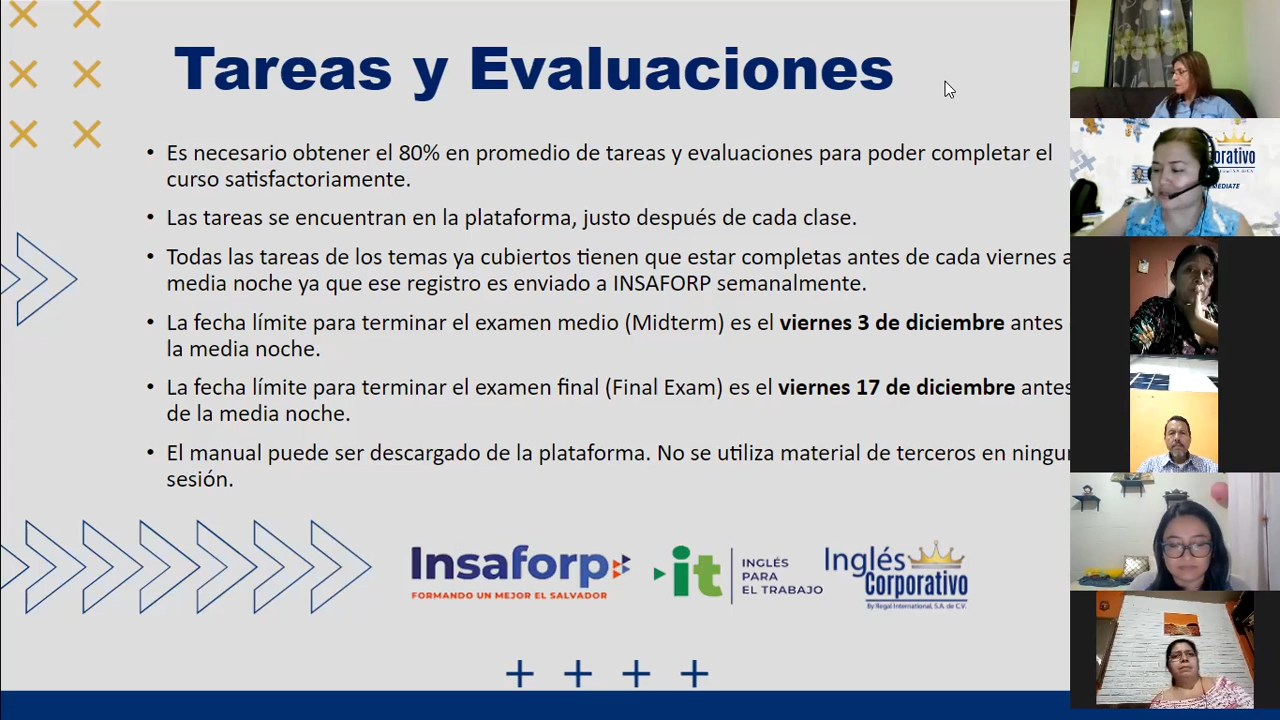 Tareas y Evaluaciones
• Es necesario obtener el 80% en promedio de tareas y evaluaciones para poder completar el
curso satisfactoriamente.
• Las tareas se encuentran en la plataforma, justo después de cada clase.
• Todas las tareas de los temas ya cubiertos tienen que estar completas antes de cada viernes a
media noche ya que ese registro es enviado a INSAFORP semanalmente.
• La fecha límite para terminar el examen medio (Midterm) es el viernes 3 de diciembre antes
la media noche.
• La fecha límite para terminar el examen final (Final Exam) es el viernes 17 de diciembre antes
de la media noche.
• El manual puede ser descargado de la plataforma. No se utiliza material de terceros en
sesión.
Insaforp
FORMANDO UN MEJOR EL SALVADOR
it
INGLÉS
PARA
EL TRABAJO
Inglés
Corporativo
By Regal International, S.A. de C.V.